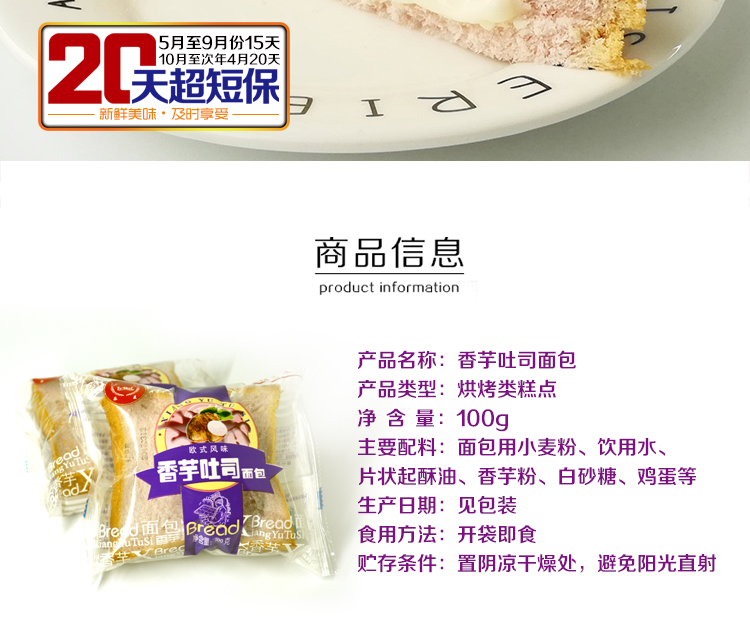 20天超短保
5月至9月份15天
10月至次年4月20天
新鲜美味·及时享受
ERIE
商品信息
product information
产品名称：香芋吐司面包
产品类型：烘烤类糕点
净含量：100g
主要配料：面包用小麦粉、饮用水、
片状起酥油、香芋粉、白砂糖、鸡蛋等
生产日期：见包装
食用方法：开袋即食
贮存条件：置阴凉干燥处，避免阳光直射
欧式风味
香芋吐司面包
Bread
Bread面包
Bread
iangYuTuSi